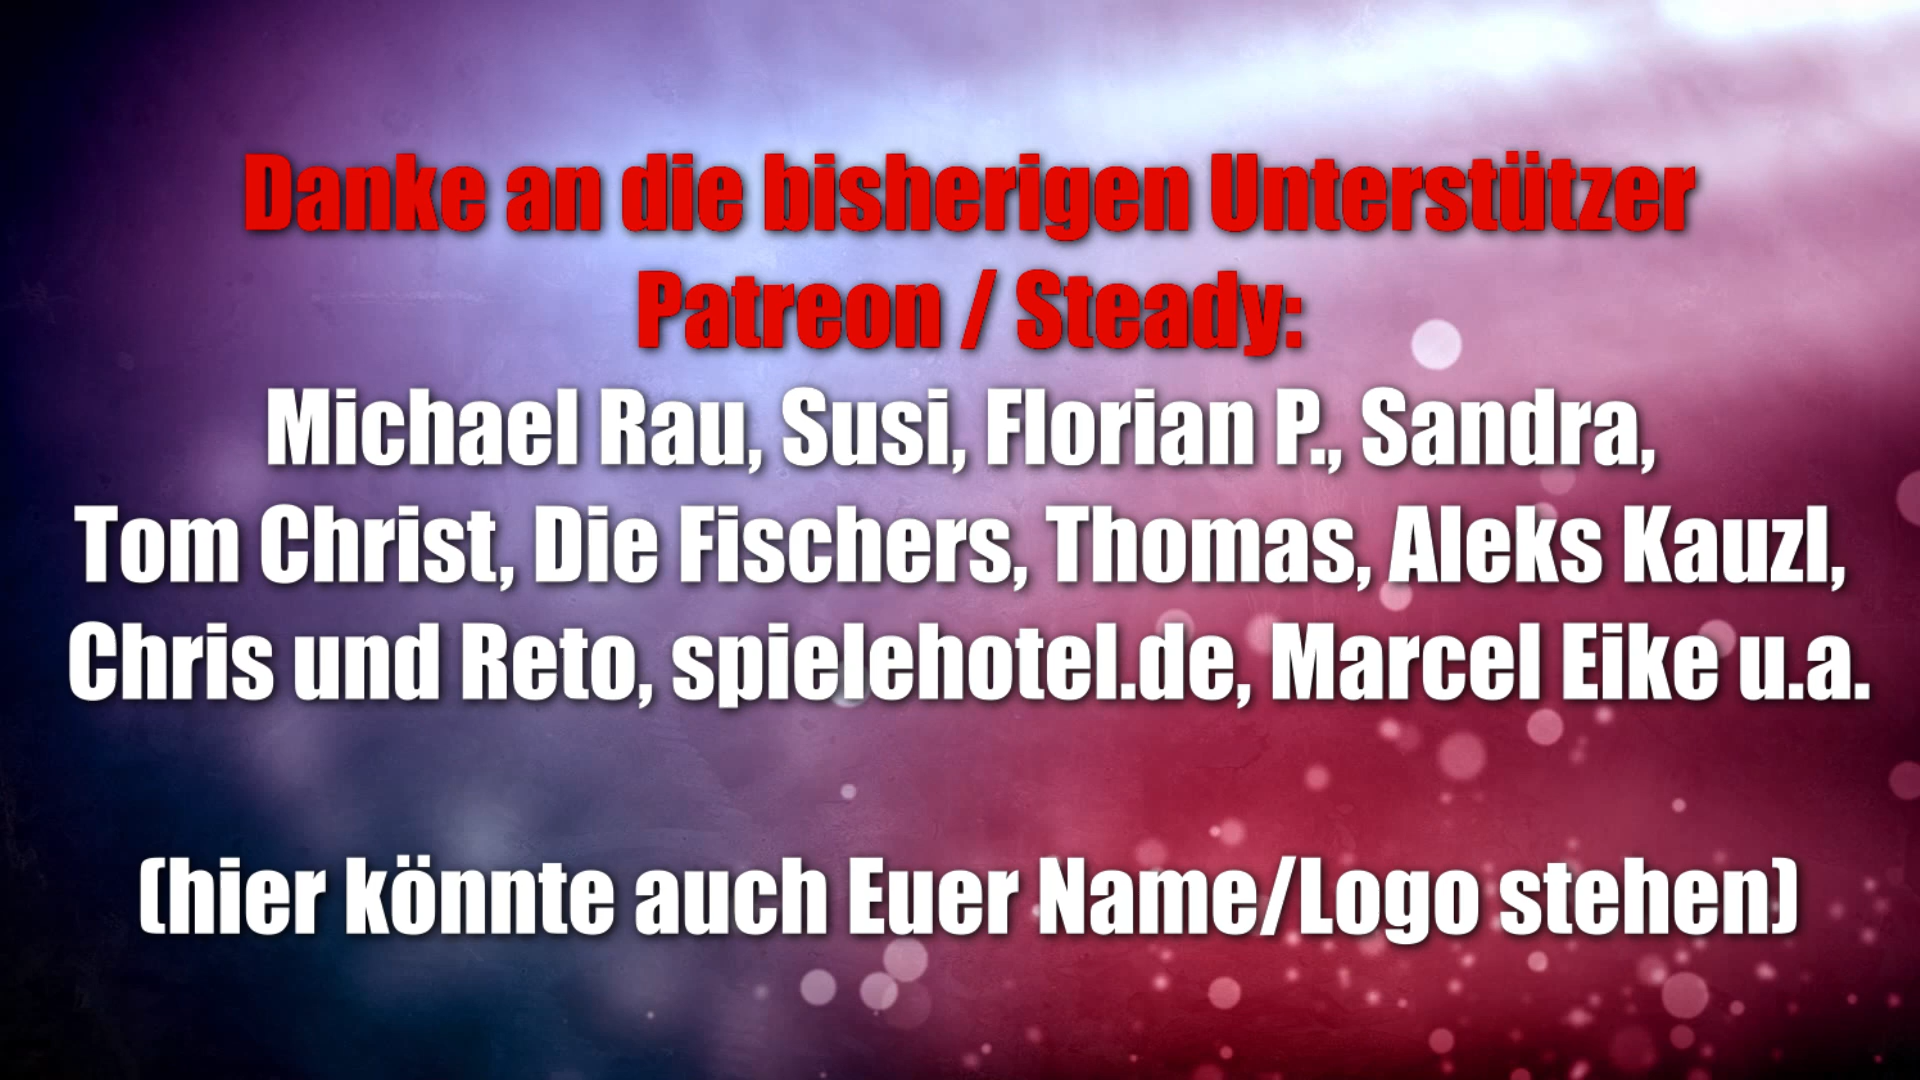 Danke an die bisherigen Unterstützer
Patreon / Steady:
Michael Rau, Susi, Florian P., Sandra,
Tom Christ, Die Fischers, Thomas, Aleks Kauzl,
Chris und Reto, spielehotel.de, Marcel Eike u.a.
(hier könnte auch Euer Name/Logo stehen)